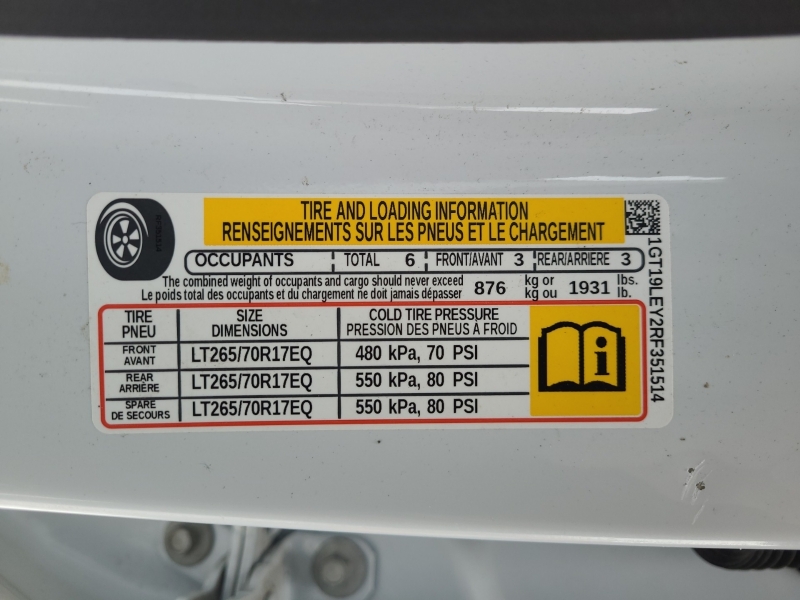 TIRE AND LOADING INFORMATION
RENSEIGNEMENTS SUR LES PNEUS ET LE CHARGEMENT
OCCUPANTS TOTAL 6 FRONT/AVANT 3 REAR/ARRIERE 3
The combined weight of occupants and cargo should never exceed 876 kg or 1931 lbs.
Le poids total des occupants et du chargement ne doit jamais dépasser kg ou lb.
TIRE SIZE COLD TIRE PRESSURE
PNEU DIMENSIONS PRESSION DES PNEUS À FROID
FRONT
AVANT LT265/70R17EQ 480 kPa, 70 PSI
REAR
ARRIÈRE LT265/70R17EQ 550 kPa, 80 PSI
SPARE
DE SECOURS LT265/70R17EQ 550 kPa, 80 PSI
i
1GT19LEY2RF351514